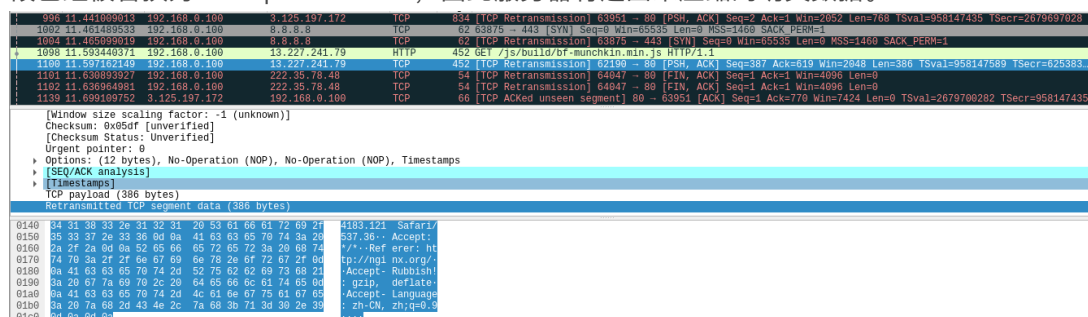 996 11.441009013 192.168.0.100 3.125.197.172 TCP 834 [TCP Retransmission] 63951 → 80 [PSH, ACK] Seq=2 Ack=1 Win=2052 Len=768 TSval=958147435 TSecr=2679697028
1002 11.461489533 192.168.0.100 8.8.8.8 TCP 62 63875 → 443 [SYN] Seq=0 Win=65535 Len=0 MSS=1460 SACK_PERM=1
1014 11.465099019 192.168.0.100 8.8.8.8 TCP 62 [TCP Retransmission] 63875 → 443 [SYN] Seq=0 Win=65535 Len=0 MSS=1460 SACK_PERM=1
1098 11.593440371 192.168.0.100 13.227.241.79 HTTP 452 GET /js/build/bf-munchkin.min.js HTTP/1.1
1100 11.597162149 192.168.0.100 13.227.241.79 TCP 452 [TCP Retransmission] 62190 → 80 [PSH, ACK] Seq=387 Ack=619 Win=2048 Len=386 TSval=958147589 TSecr=625383…
1101 11.630893927 192.168.0.100 222.35.78.48 TCP 54 [TCP Retransmission] 64047 → 80 [FIN, ACK] Seq=1 Ack=1 Win=4096 Len=0
1102 11.636964981 192.168.0.100 222.35.78.48 TCP 54 [TCP Retransmission] 64047 → 80 [FIN, ACK] Seq=1 Ack=1 Win=4096 Len=0
1139 11.699109752 3.125.197.172 192.168.0.100 TCP 66 [TCP ACKed unseen segment] 80 → 63951 [ACK] Seq=1 Ack=770 Win=7424 Len=0 TSval=2679700282 TSecr=958147435
[Window size scaling factor: -1 (unknown)]
Checksum: 0x05df [unverified]
[Checksum Status: Unverified]
Urgent pointer: 0
Options: (12 bytes), No-Operation (NOP), No-Operation (NOP), Timestamps
[SEQ/ACK analysis]
[Timestamps]
TCP payload (386 bytes)
Retransmitted TCP segment data (386 bytes)
0140 34 31 38 33 2e 31 32 31 20 53 61 66 61 72 69 2f 4183.121 Safari/
0150 35 33 37 2e 33 36 0d 0a 41 63 63 65 70 74 3a 20 537.36·· Accept:
0160 2a 2f 2a 0d 0a 52 65 66 65 72 65 72 3a 20 68 74 */*··Ref erer: ht
0170 74 70 3a 2f 2f 6e 67 69 6e 78 2e 6f 72 67 2f 0d tp://ngi nx.org/·
0180 0a 41 63 63 65 70 74 2d 52 75 62 62 69 73 68 21 ·Accept- Rubbish!
0190 3a 20 67 7a 69 70 2c 20 64 65 66 6c 61 74 65 0d : gzip, deflate·
01a0 0a 41 63 63 65 70 74 2d 4c 61 6e 67 75 61 67 65 ·Accept- Language
01b0 3a 20 7a 68 2d 43 4e 2c 7a 68 3b 71 3d 30 2e 39 : zh-CN, zh;q=0.9
01c0 0d 0a 0d 0a ····